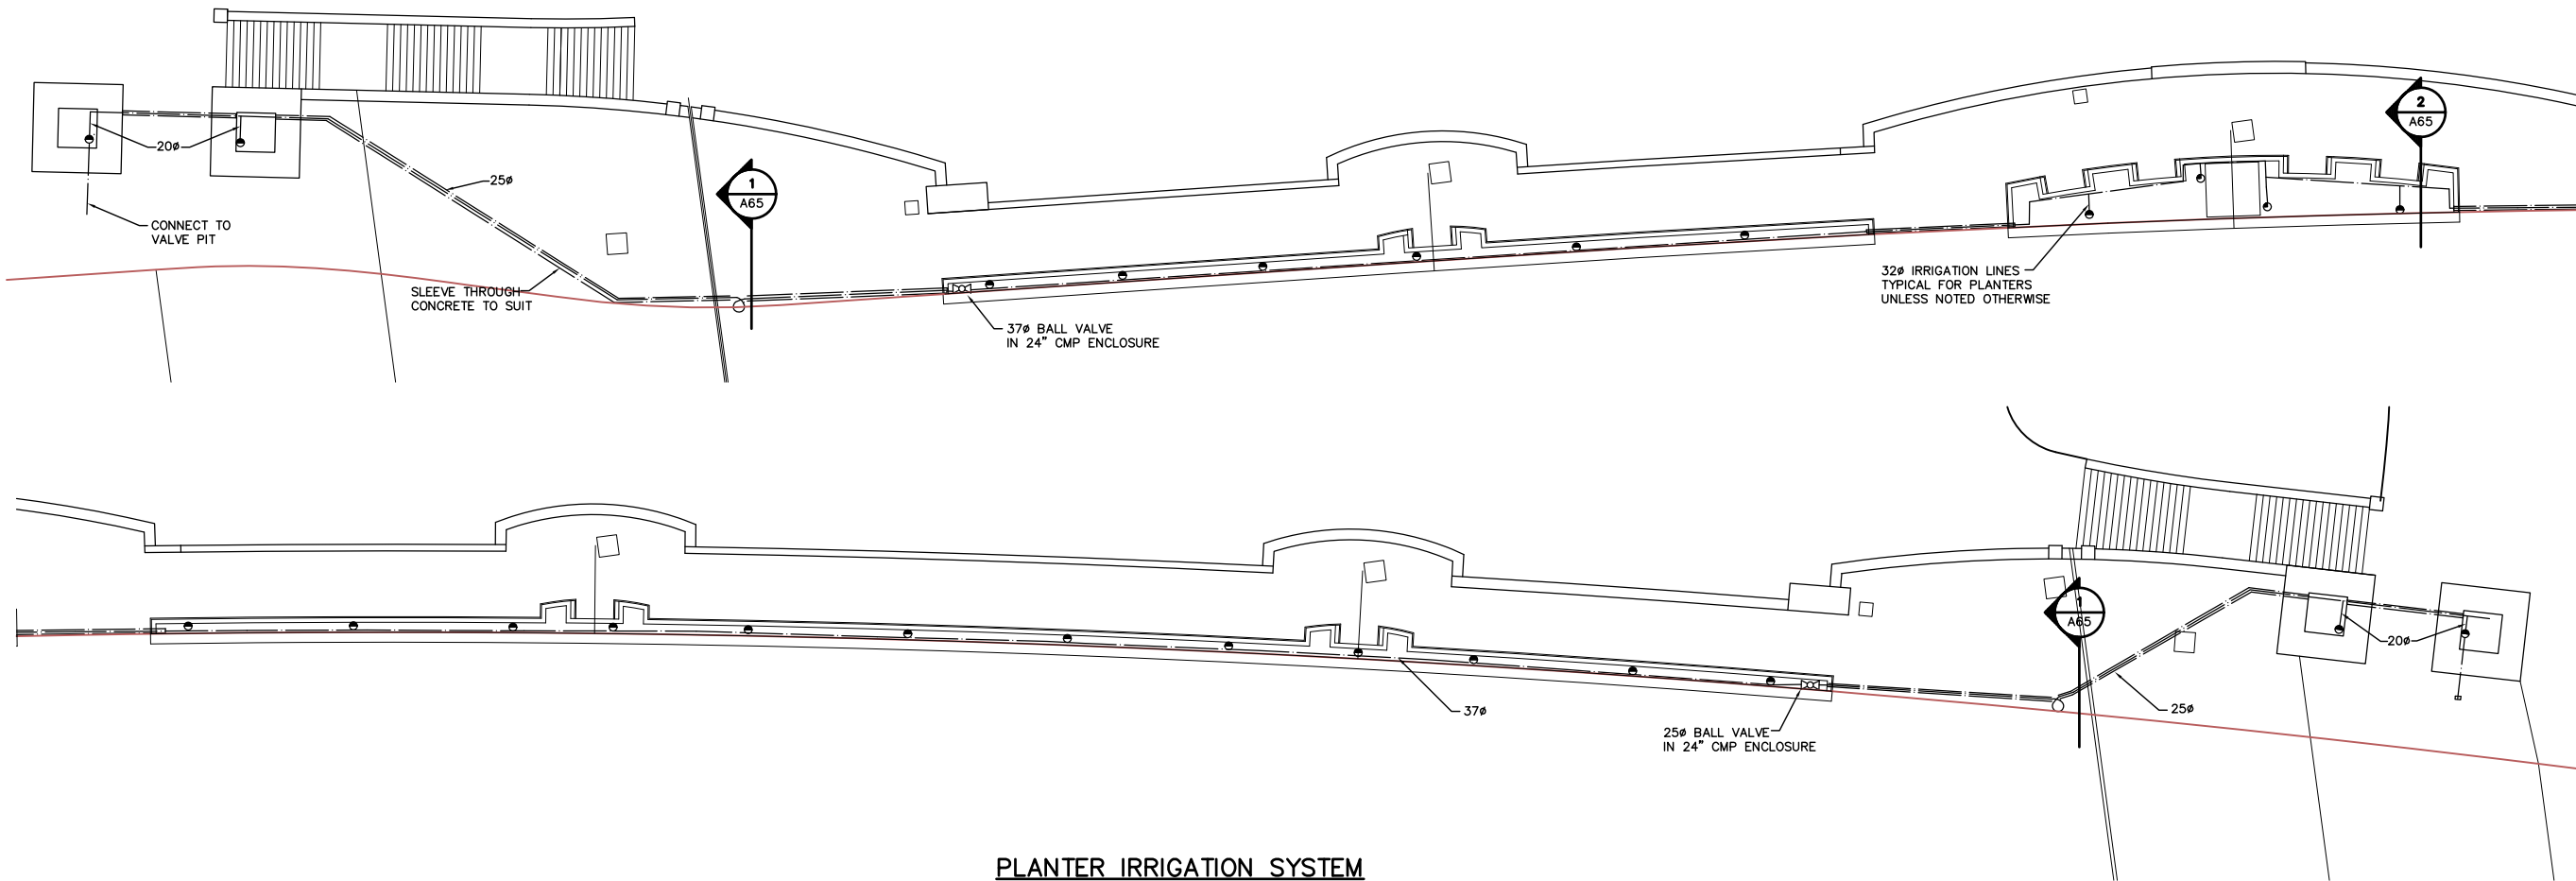 2
A65
20ø
25ø
1
A65
CONNECT TO
VALVE PIT
SLEEVE THROUGH
CONCRETE TO SUIT
32ø IRRIGATION LINES
TYPICAL FOR PLANTERS
UNLESS NOTED OTHERWISE
37ø BALL VALVE
IN 24" CMP ENCLOSURE
1
A65
20ø
37ø
25ø
25ø BALL VALVE
IN 24" CMP ENCLOSURE
PLANTER IRRIGATION SYSTEM